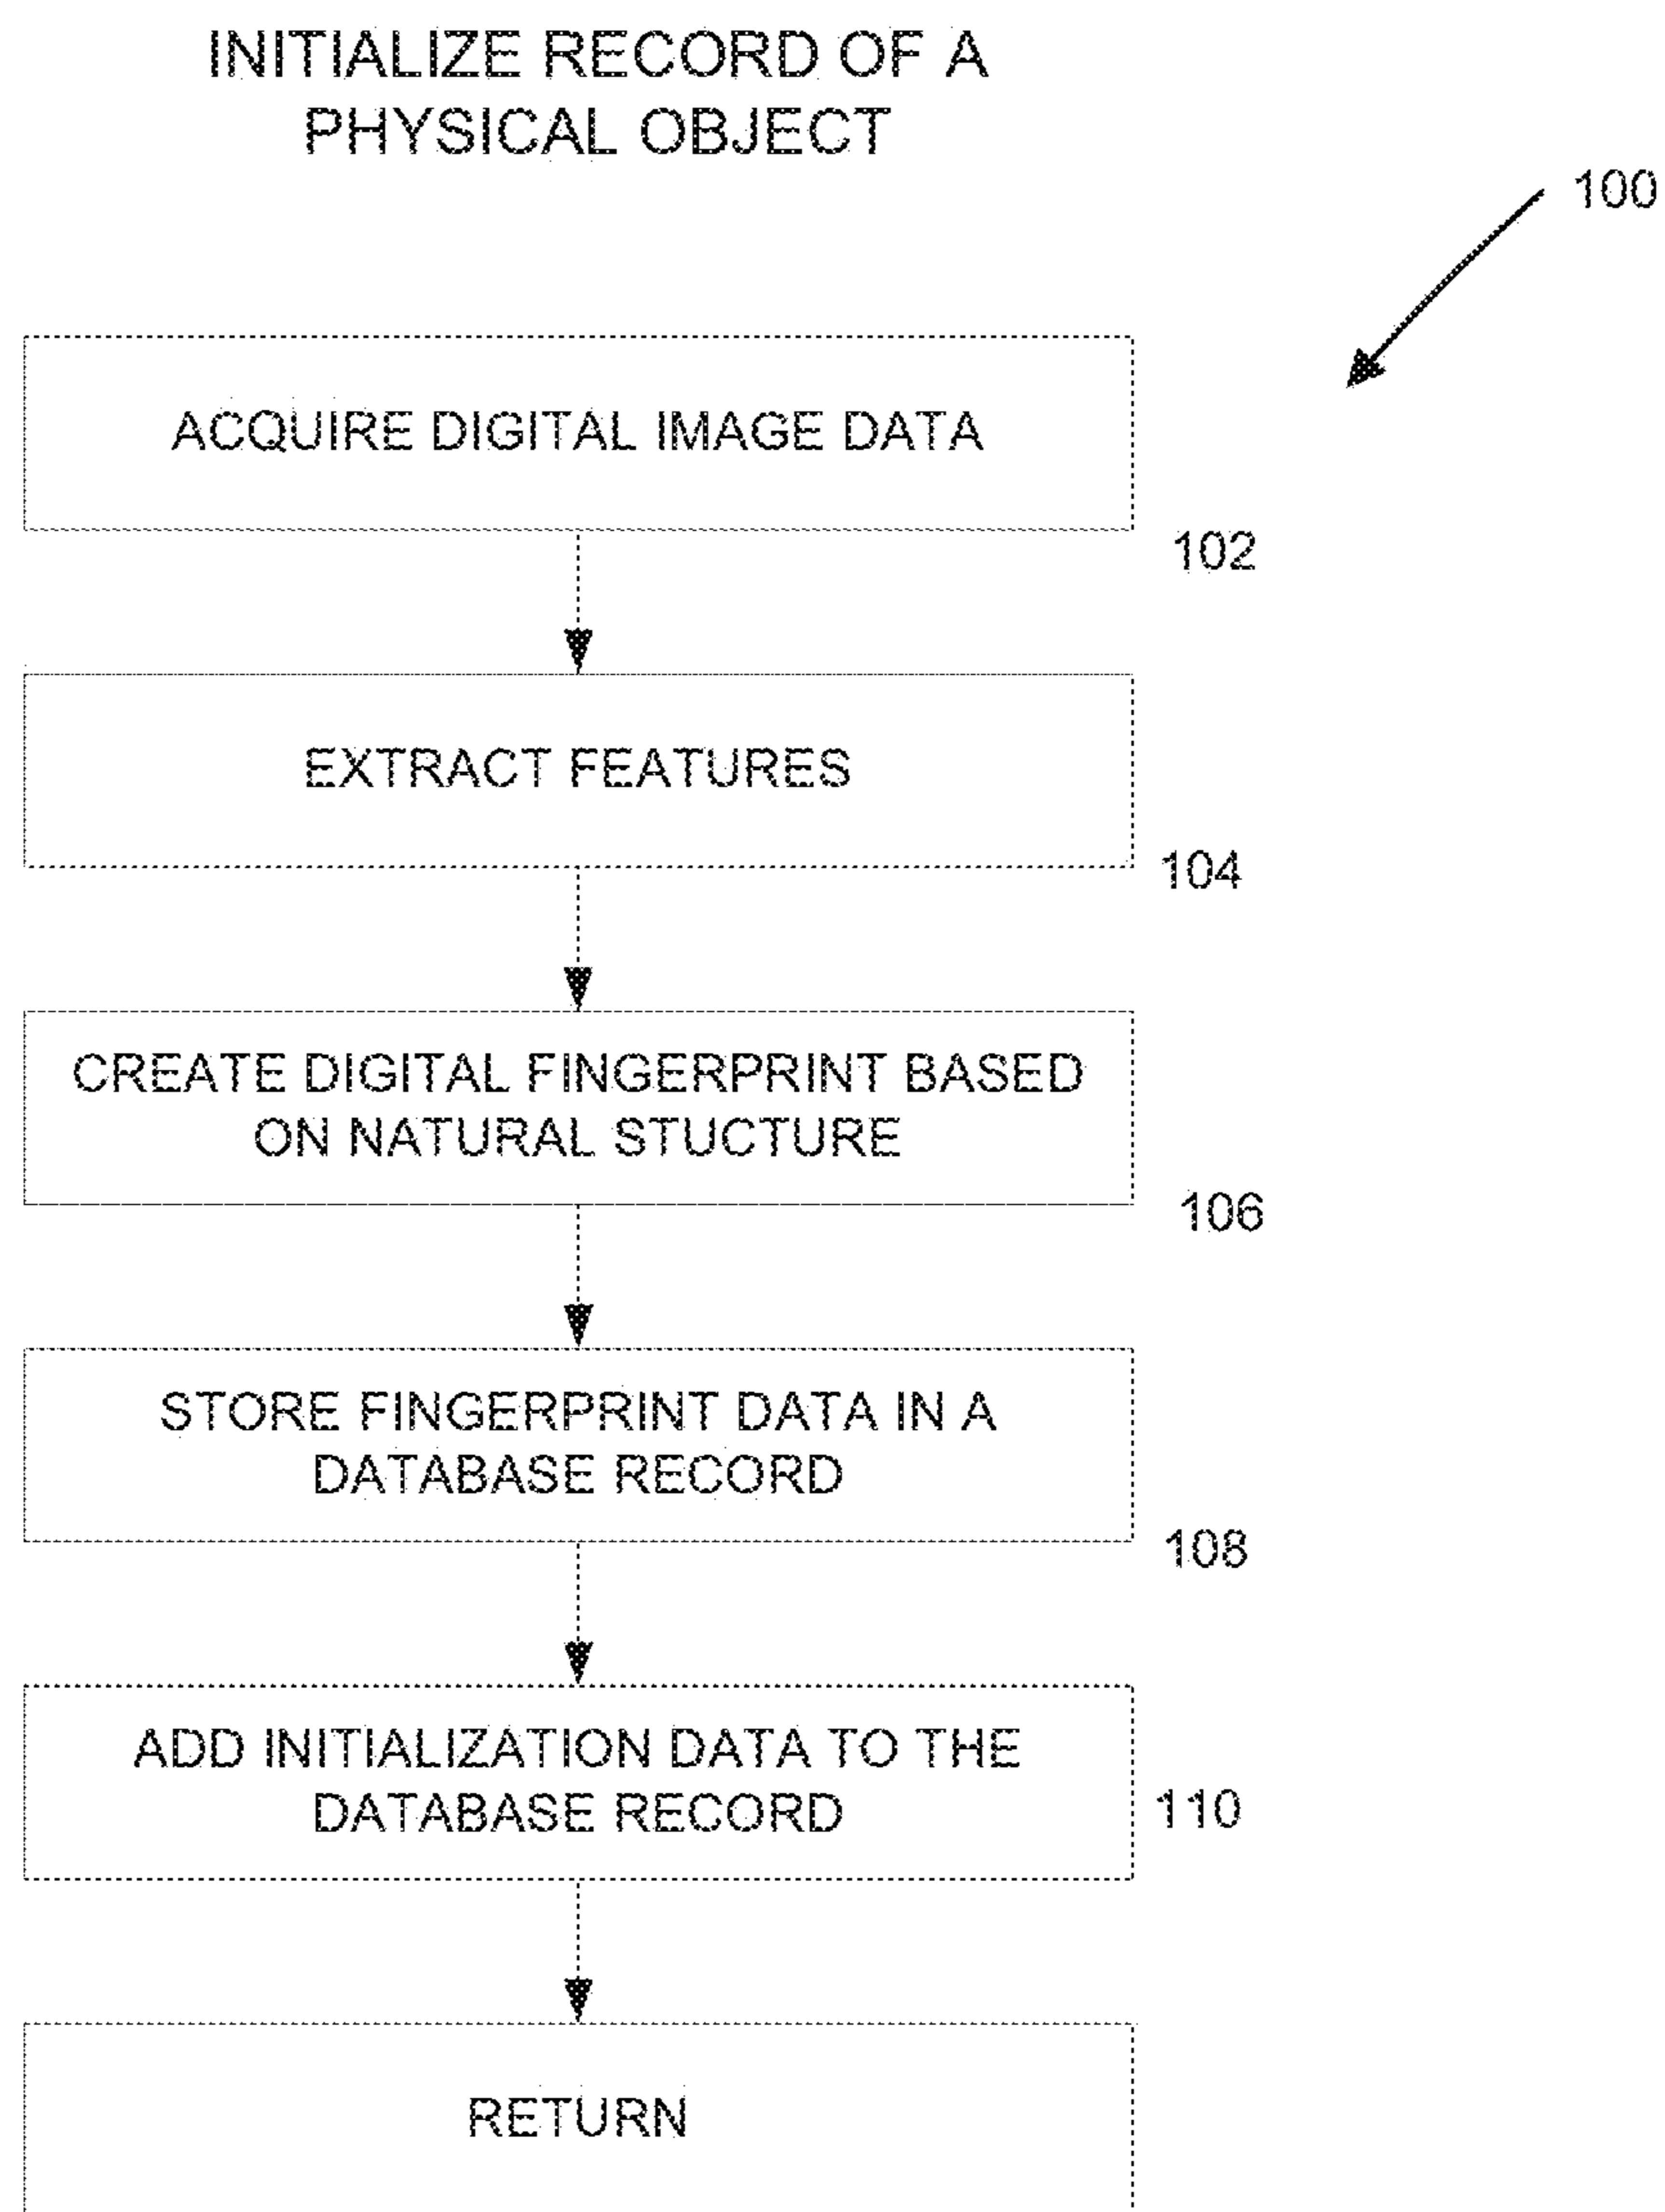 INITIALIZE RECORD OF A
PHYSICAL OBJECT
100
ACQUIRE DIGITAL IMAGE DATA
102
EXTRACT FEATURES
104
CREATE DIGITAL FINGERPRINT BASED
ON NATURAL STUCTURE
106
STORE FINGERPRINT DATA IN A
DATABASE RECORD
108
ADD INITIALIZATION DATA TO THE
DATABASE RECORD
110
RETURN